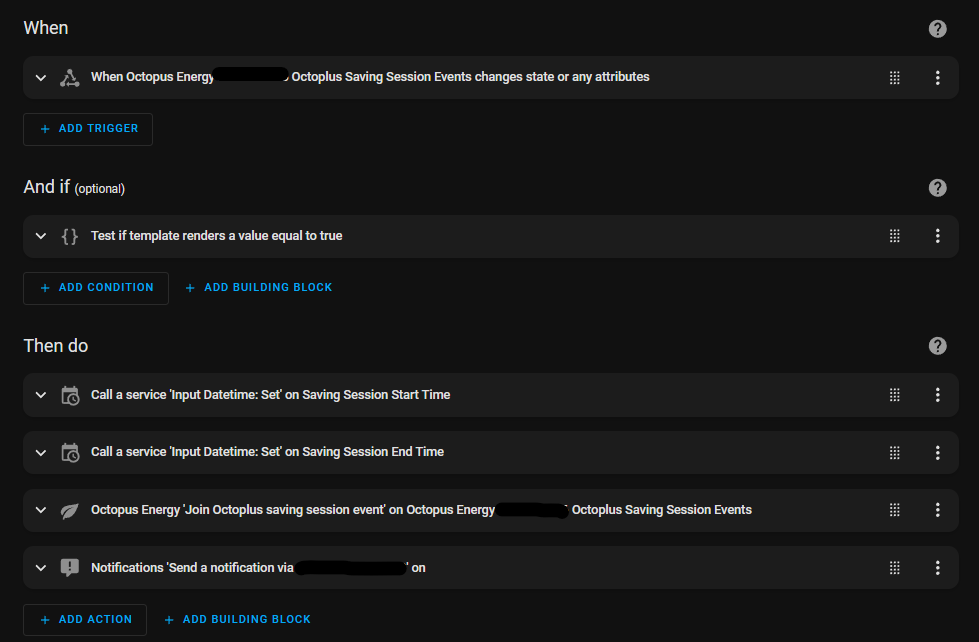 When
When Octopus Energy Octoplus Saving Session Events changes state or any attributes
+ ADD TRIGGER
And if (optional)
{ } Test if template renders a value equal to true
+ ADD CONDITION + ADD BUILDING BLOCK
Then do
Call a service 'Input Datetime: Set' on Saving Session Start Time
Call a service 'Input Datetime: Set' on Saving Session End Time
Octopus Energy 'Join Octoplus saving session event' on Octopus Energy Octoplus Saving Session Events
Notifications 'Send a notification via ' on
+ ADD ACTION + ADD BUILDING BLOCK